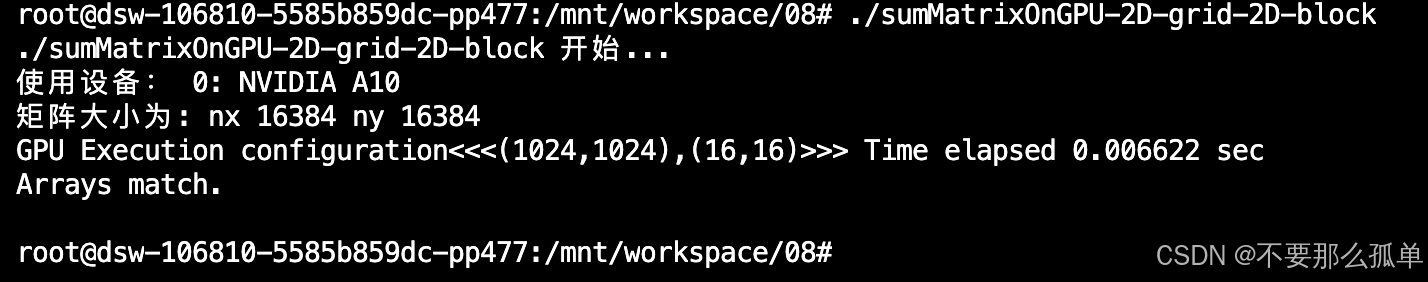 root@dsw-106810-5585b859dc-pp477:/mnt/workspace/08# ./sumMatrixOnGPU-2D-grid-2D-block
./sumMatrixOnGPU-2D-grid-2D-block 开始...
使用设备： 0: NVIDIA A10
矩阵大小为: nx 16384 ny 16384
GPU Execution configuration<<<(1024,1024),(16,16)>>> Time elapsed 0.006622 sec
Arrays match.
root@dsw-106810-5585b859dc-pp477:/mnt/workspace/08#
CSDN @不要那么孤单